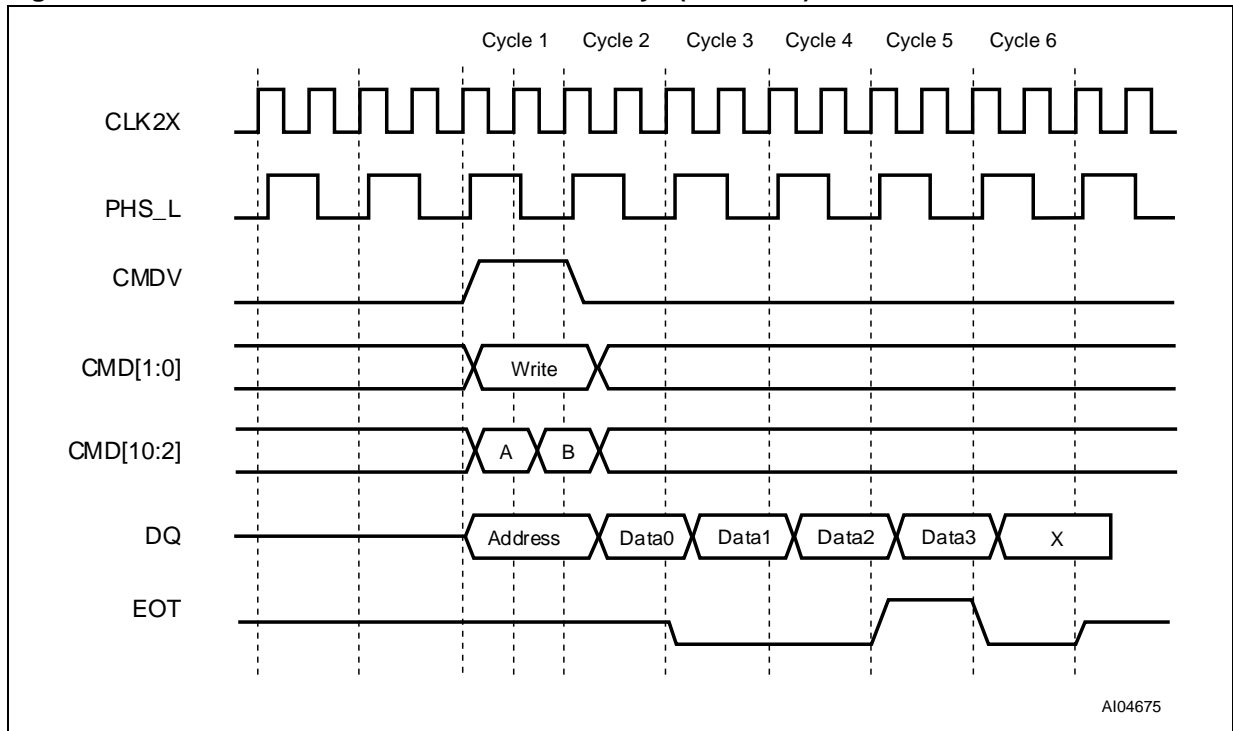 Cycle 1 Cycle 2 Cycle 3 Cycle 4 Cycle 5 Cycle 6
CLK2X
PHS_L
CMDV
CMD[1:0] Write
CMD[10:2] A B
DQ Address Data0 Data1 Data2 Data3 X
EOT
AI04675